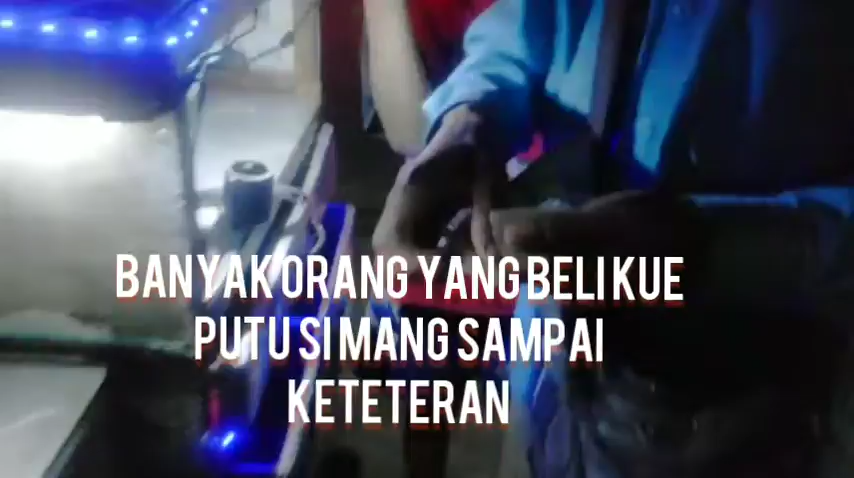 BANYAK ORANG YANG BELI KUE
PUTU SI MANG SAMPAI
KETETERAN